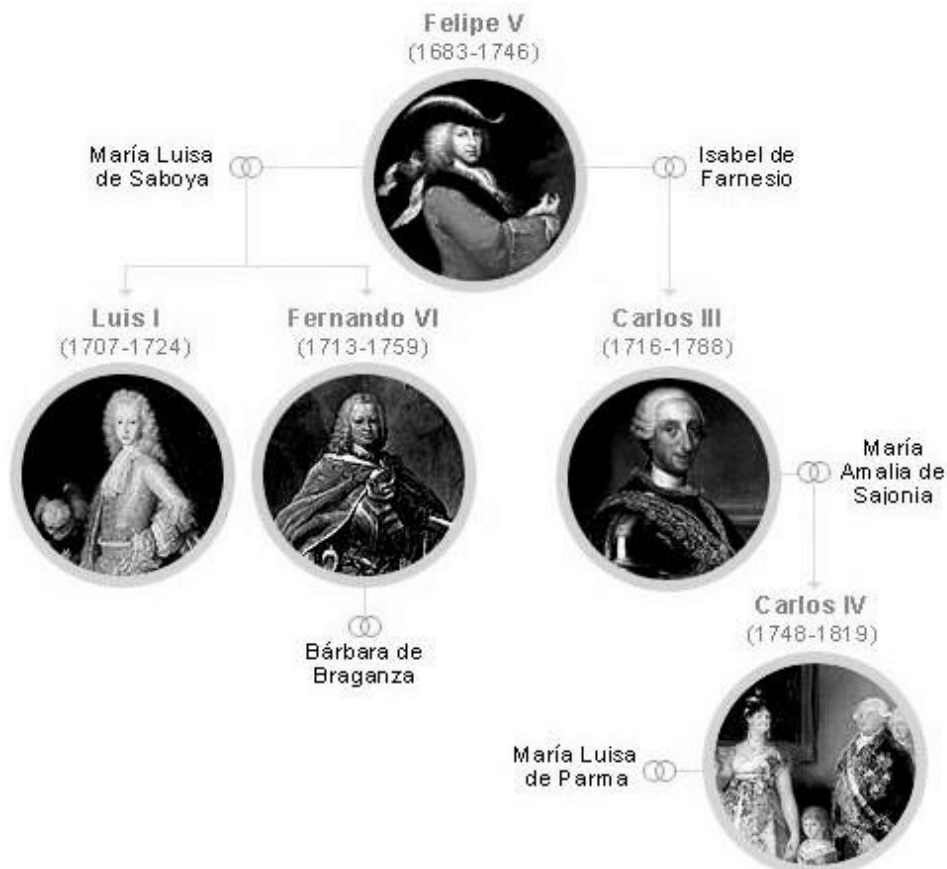 Felipe V
(1683-1746)
María Luisa
de Saboya
Isabel de
Farnesio
Luis I
(1707-1724)
Fernando VI
(1713-1759)
Carlos III
(1716-1788)
María
Amalia de
Sajonia
Bárbara de
Braganza
Carlos IV
(1748-1819)
María Luisa
de Parma